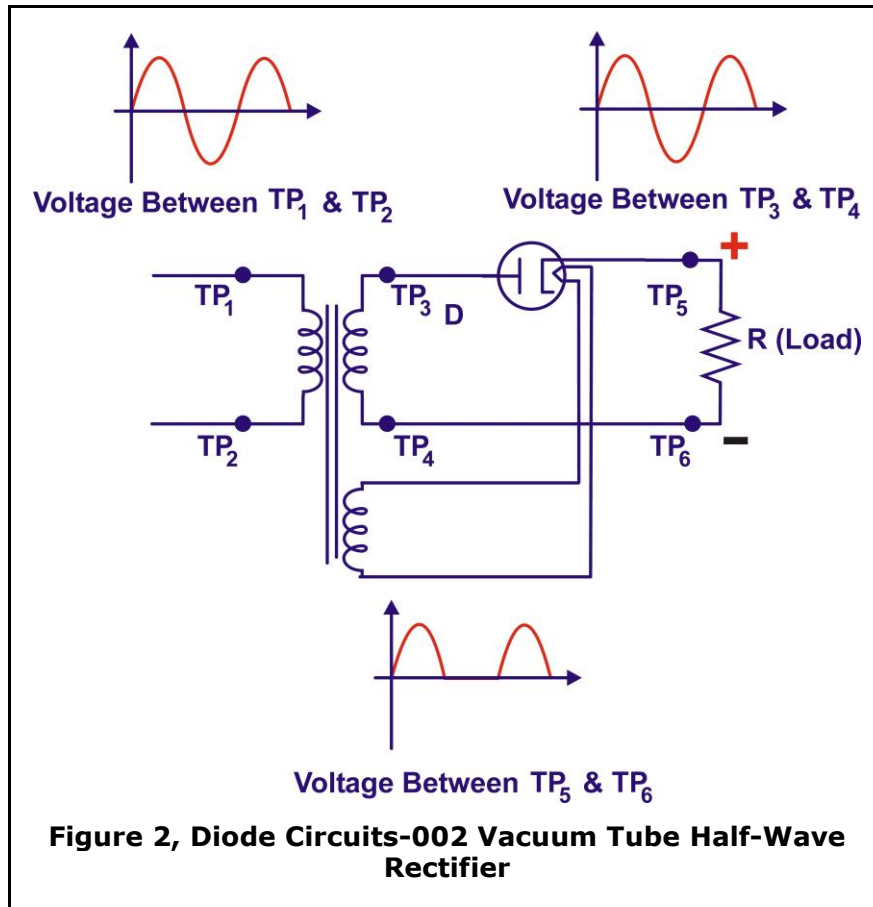 Voltage Between TP1 & TP2
Voltage Between TP3 & TP4
+
TP1
TP3
D
TP5
R (Load)
TP2
TP4
TP6
–
Voltage Between TP5 & TP6
Figure 2, Diode Circuits-002 Vacuum Tube Half-Wave
Rectifier